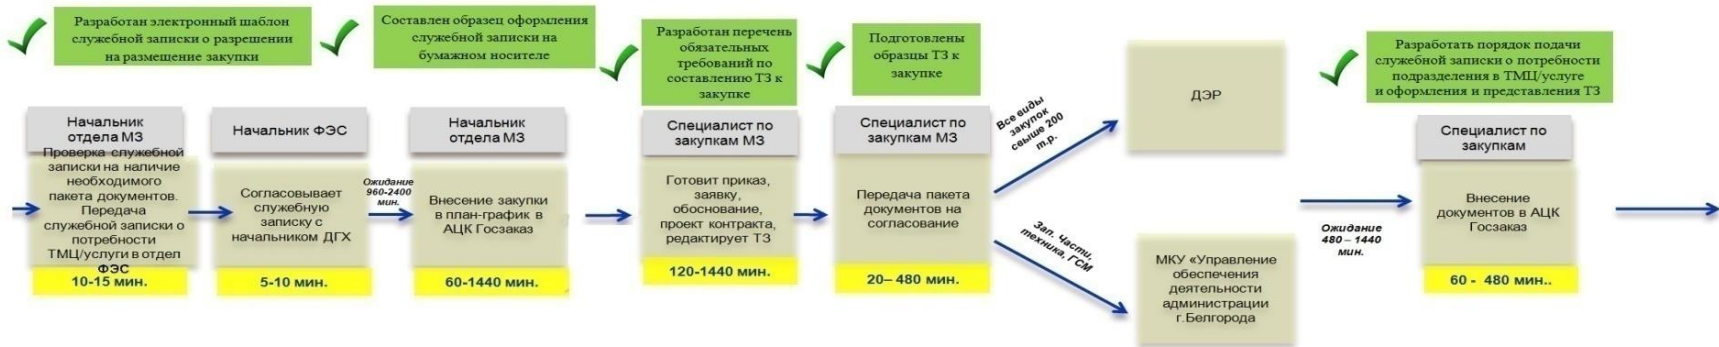 Разработан электронный шаблон
служебной записки о разрешении
на размещение закупки
Составлен образец оформления
служебной записки на
бумажном носителе
Разработан перечень
обязательных
требований по
составлению ТЗ к
закупке
Подготовлены
образцы ТЗ к
закупке
Разработать порядок подачи
служебной записки о потребности
подразделения в ТМЦ/услуге
и оформления и представления ТЗ
Начальник
отдела МЗ
Проверка служебной
записки на наличие
необходимого
пакета документов.
Передача
служебной записки о
потребности
ТМЦ/услуги в отдел
ФЭС
10-15 мин.
Начальник ФЭС
Согласовывает
служебную
записку с
начальником ДГХ
5-10 мин.
Ожидание
960-2400
мин.
Начальник
отдела МЗ
Внесение закупки
в план-график в
АЦК Госзаказ
60-1440 мин.
Специалист по
закупкам МЗ
Готовит приказ,
заявку,
обоснование,
проект контракта,
редактирует ТЗ
120-1440 мин.
Специалист по
закупкам МЗ
Передача пакета
документов на
согласование
20– 480 мин.
Все виды
закупок
свыше 200
т.р.
ДЭР
Зап. Части,
техника, ГСМ
МКУ «Управление
обеспечения
деятельности
администрации
г.Белгорода
Ожидание
480 – 1440
мин.
Специалист по
закупкам
Внесение
документов в АЦК
Госзаказ
60 - 480 мин..